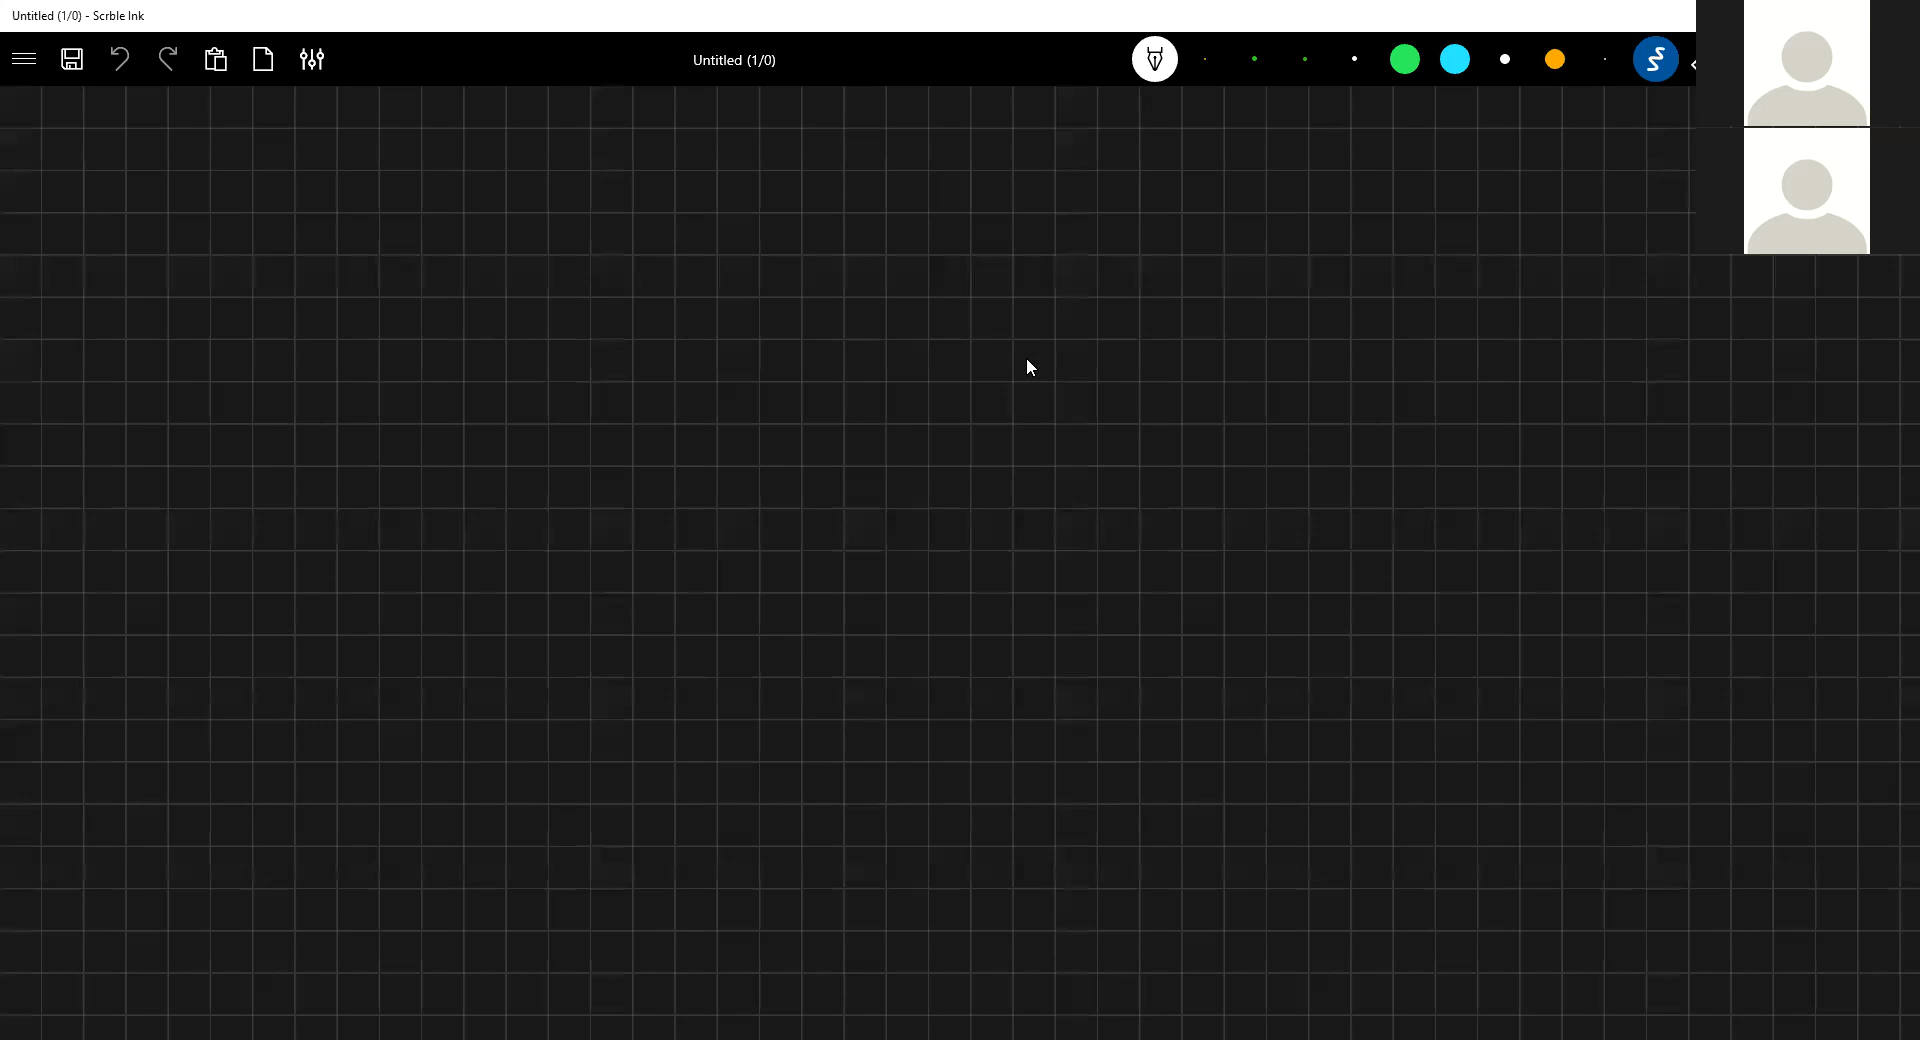 Untitled (1/0) - Scrble Ink
Untitled (1/0)